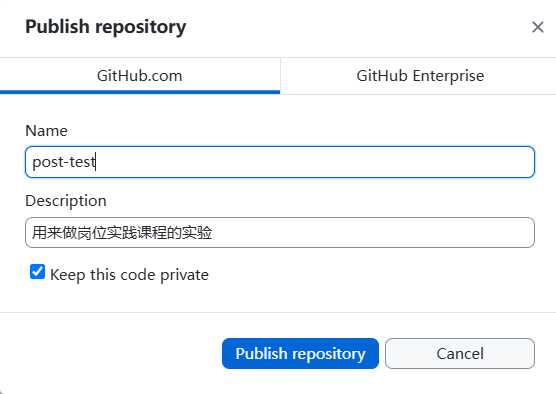 Publish repository
GitHub.com
GitHub Enterprise
Name
post-test
Description
用来做岗位实践课程的实验
Keep this code private
Publish repository
Cancel